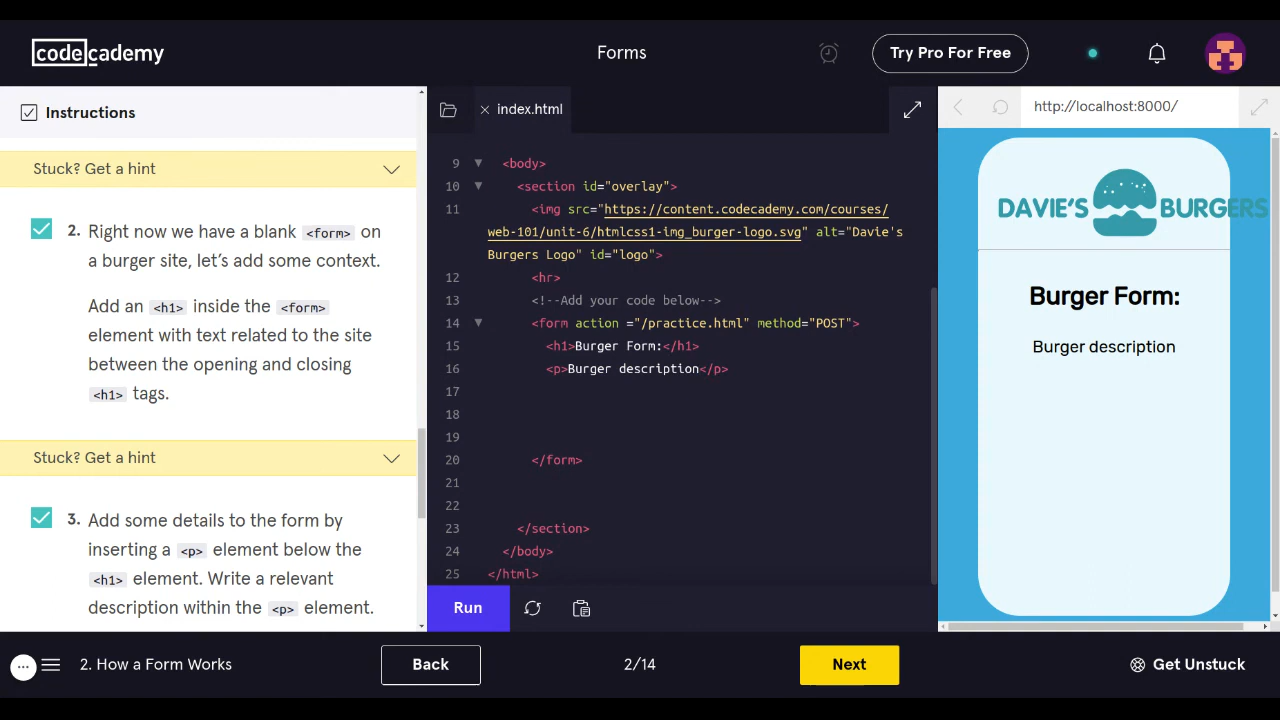 codecademy
Forms
Try Pro For Free
Instructions
Stuck? Get a hint
2. Right now we have a blank <form> on
a burger site, let’s add some context.
Add an <h1> inside the <form>
element with text related to the site
between the opening and closing
<h1> tags.
Stuck? Get a hint
3. Add some details to the form by
inserting a <p> element below the
<h1> element. Write a relevant
description within the <p> element.
index.html
9 <body>
10 <section id="overlay">
11 <img src="https://content.codecademy.com/courses/
web-101/unit-6/htmlcss1-img_burger-logo.svg" alt="Davie's
Burgers Logo" id="logo">
12 <hr>
13 <!--Add your code below-->
14 <form action ="/practice.html" method="POST">
15 <h1>Burger Form:</h1>
16 <p>Burger description</p>
17
18
19
20 </form>
21
22
23 </section>
24 </body>
25 </html>
Run
http://localhost:8000/
DAVIE'S BURGERS
Burger Form:
Burger description
2. How a Form Works
Back
2/14
Next
Get Unstuck